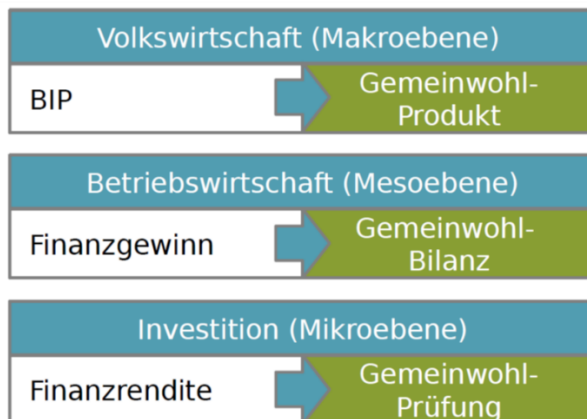 Volkswirtschaft (Makroebene)
BIP
Gemeinwohl-
Produkt
Betriebswirtschaft (Mesoebene)
Finanzgewinn
Gemeinwohl-
Bilanz
Investition (Mikroebene)
Finanzrendite
Gemeinwohl-
Prüfung